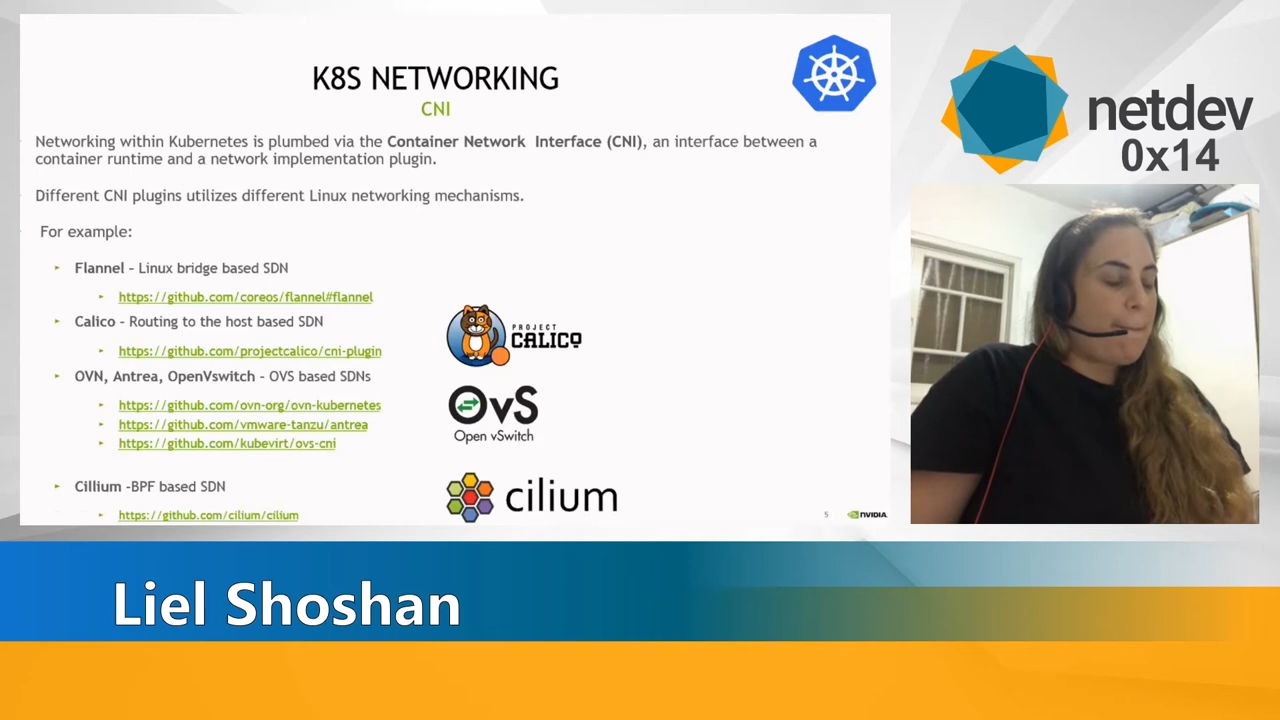 K8S NETWORKING
CNI
Networking within Kubernetes is plumbed via the Container Network Interface (CNI), an interface between a
container runtime and a network implementation plugin.
Different CNI plugins utilizes different Linux networking mechanisms.
For example:
Flannel – Linux bridge based SDN
https://github.com/coreos/flannel#flannel
Calico – Routing to the host based SDN
https://github.com/projectcalico/cni-plugin
OVN, Antrea, OpenVswitch – OVS based SDNs
https://github.com/ovn-org/ovn-kubernetes
https://github.com/vmware-tanzu/antrea
https://github.com/kubevirt/ovs-cni
Cillium -BPF based SDN
https://github.com/cilium/cilium
PROJECT
CALICO
OvS
Open vSwitch
cilium
5
NVIDIA
netdev
0x14
Liel Shoshan